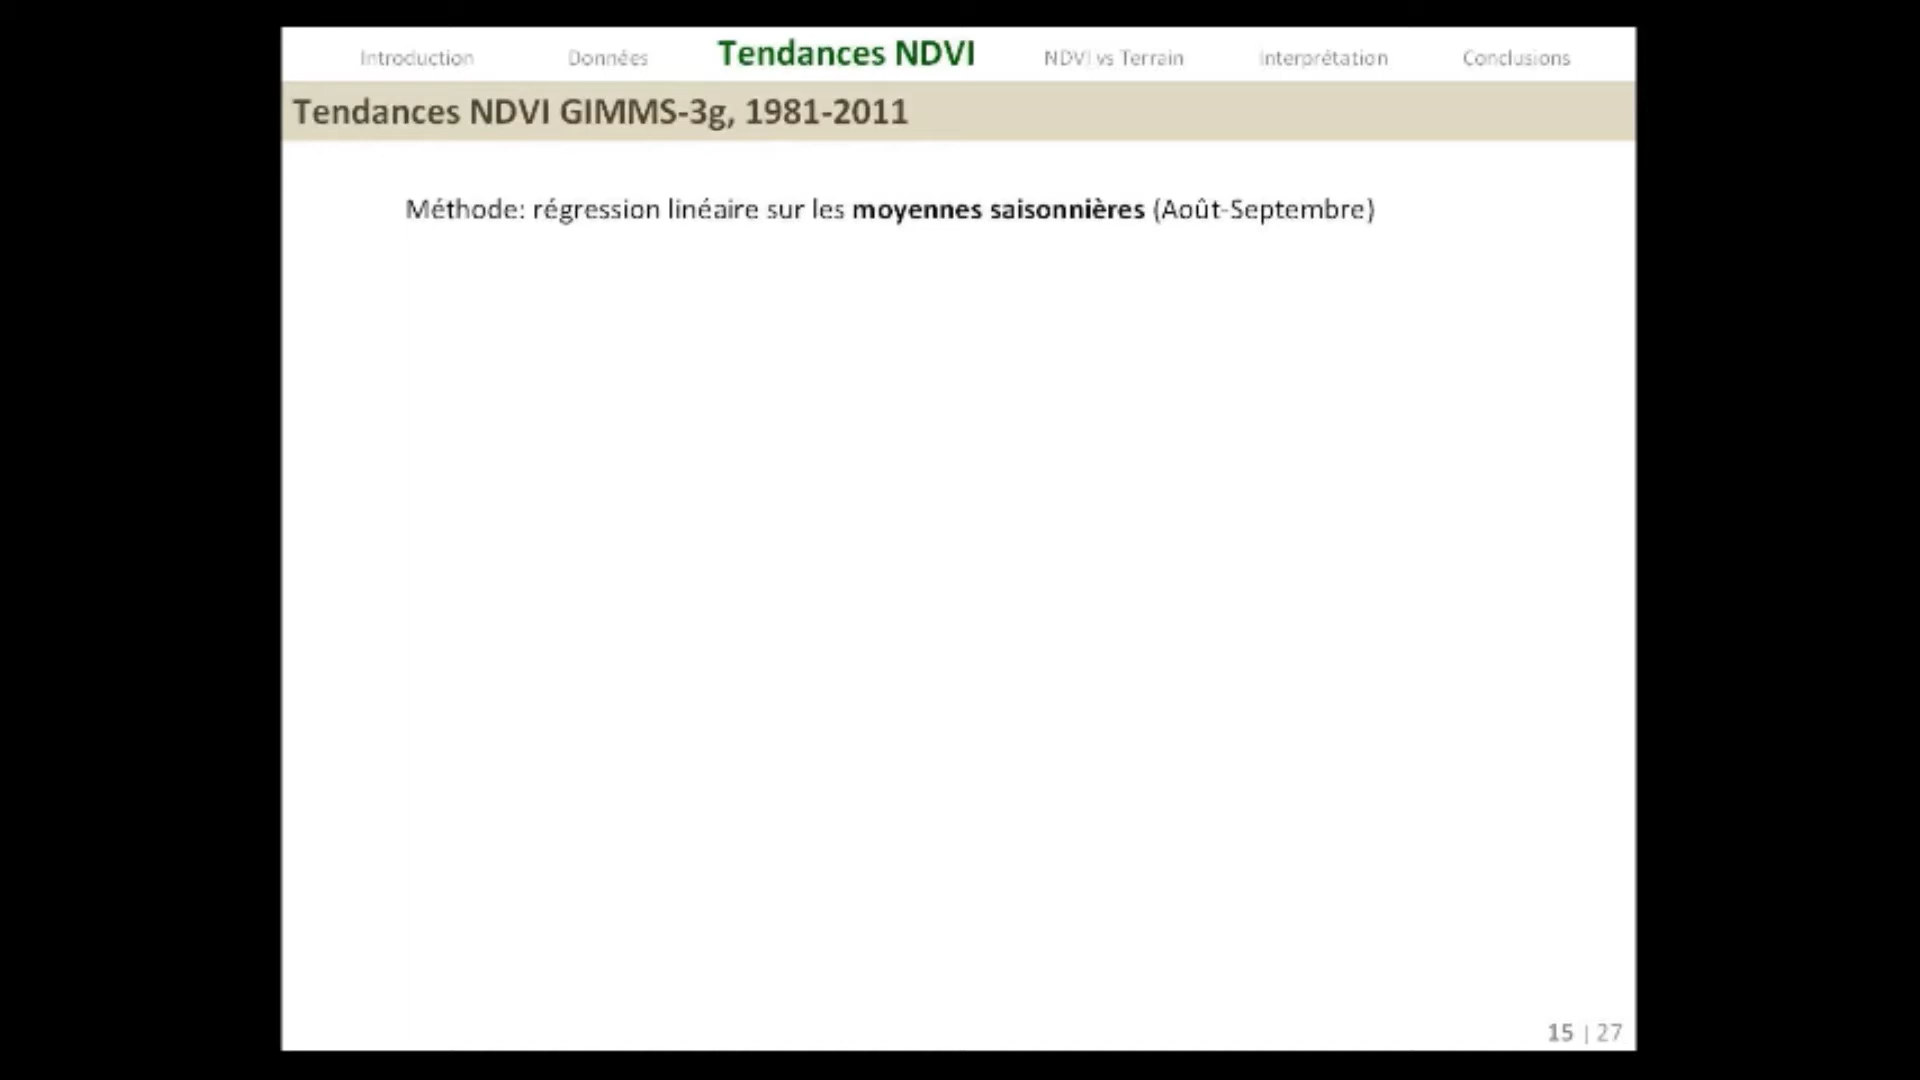 Introduction Données Tendances NDVI NDVI vs Terrain Interprétation Conclusions
Tendances NDVI GIMMS-3g, 1981-2011
Méthode: régression linéaire sur les moyennes saisonnières (Août-Septembre)
15 | 27